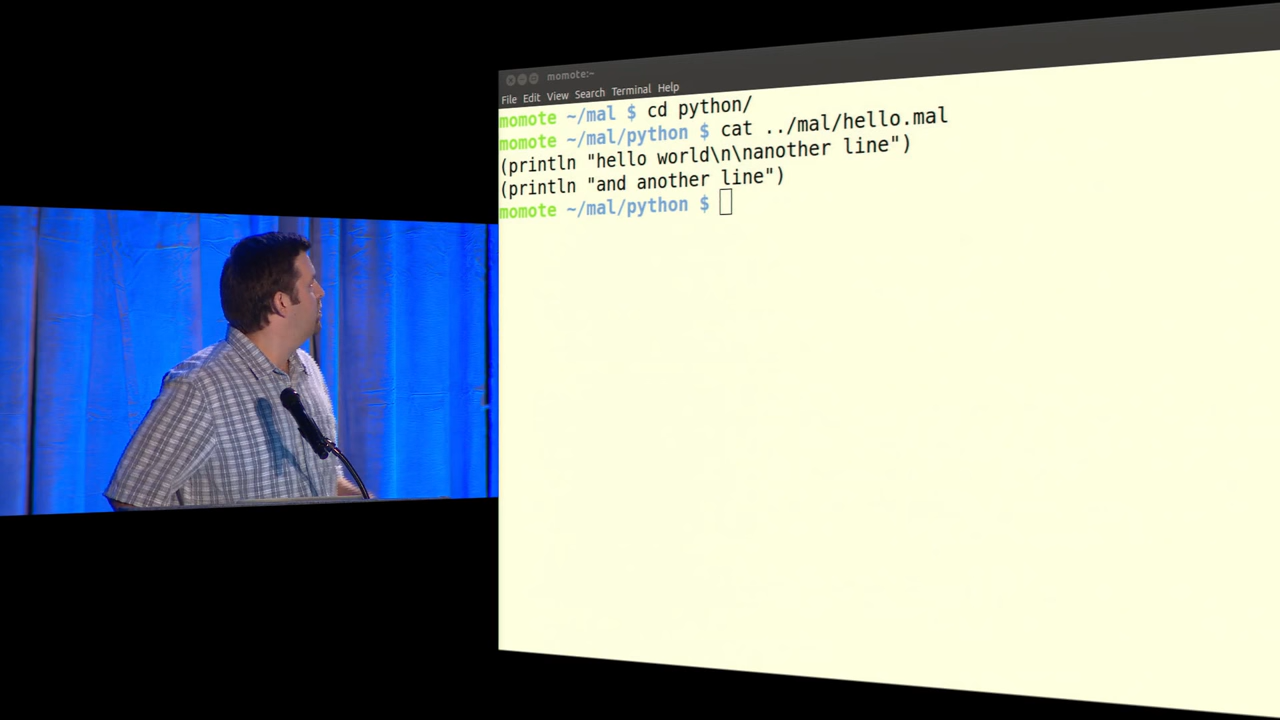 momote:~
File Edit View Search Terminal Help
momote ~/mal $ cd python/
momote ~/mal/python $ cat ../mal/hello.mal
(println "hello world\n\nanother line")
(println "and another line")
momote ~/mal/python $